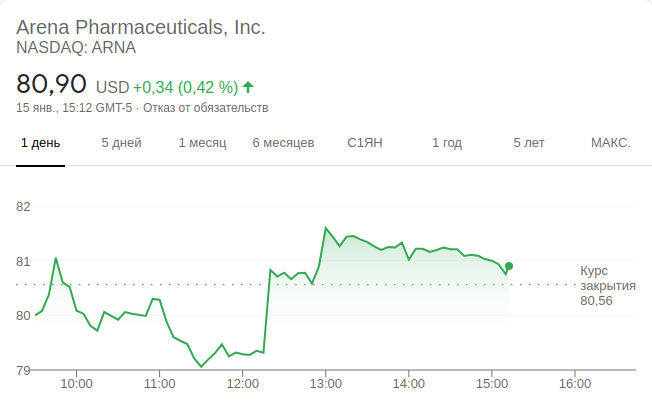 Arena Pharmaceuticals, Inc.
NASDAQ: ARNA
80,90 USD +0,34 (0,42 %)
15 янв., 15:12 GMT-5 · Отказ от обязательств
1 день 5 дней 1 месяц 6 месяцев С1ЯН 1 год 5 лет МАКС.
82
81
Курс
закрытия
80,56
80
79
10:00 11:00 12:00 13:00 14:00 15:00 16:00